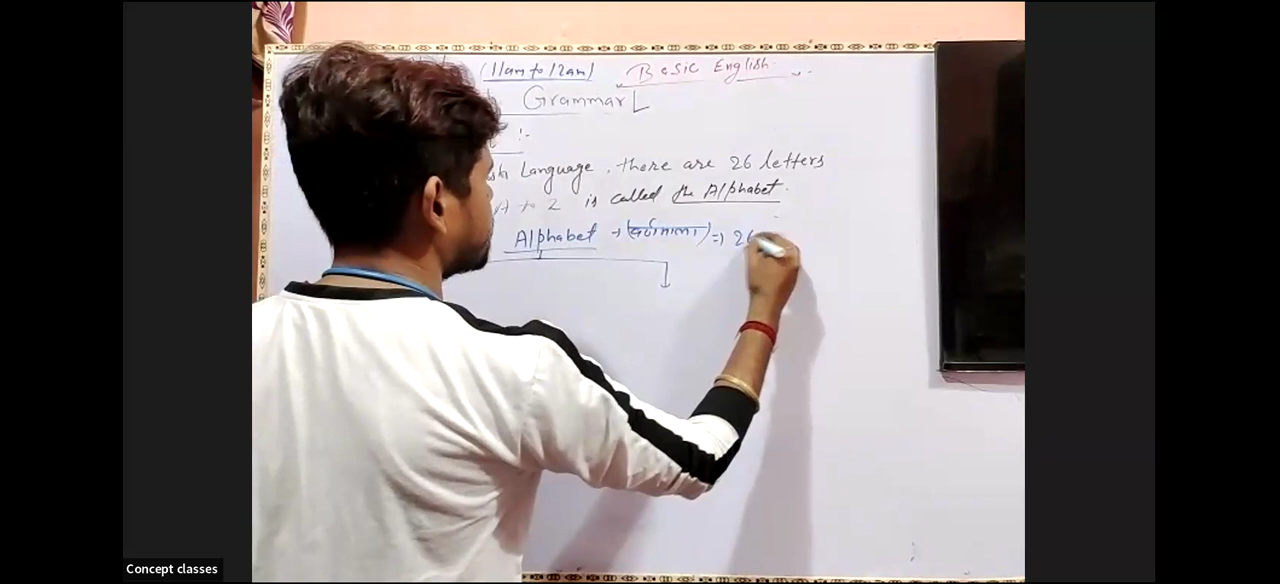 (11am to 12am) Basic English
Grammar
:-
Language, there are 26 letters
A to Z is called the Alphabet.
Alphabet → (वर्णमाला) ⇒ 26
Concept classes